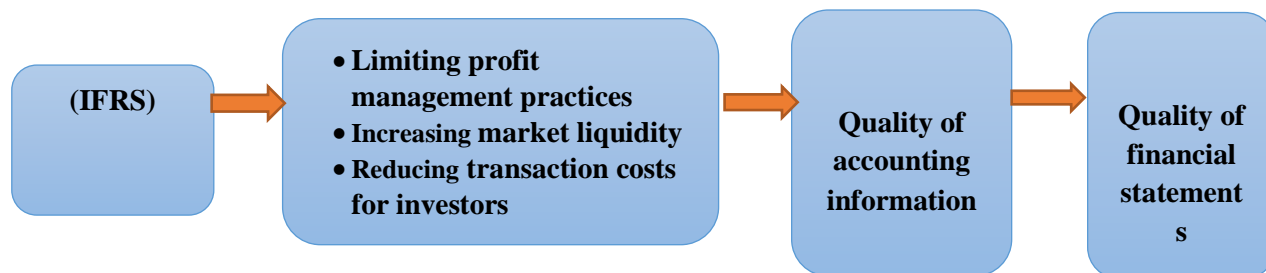 (IFRS)
• Limiting profit
management practices
• Increasing market liquidity
• Reducing transaction costs
for investors
Quality of
accounting
information
Quality of
financial
statement
s